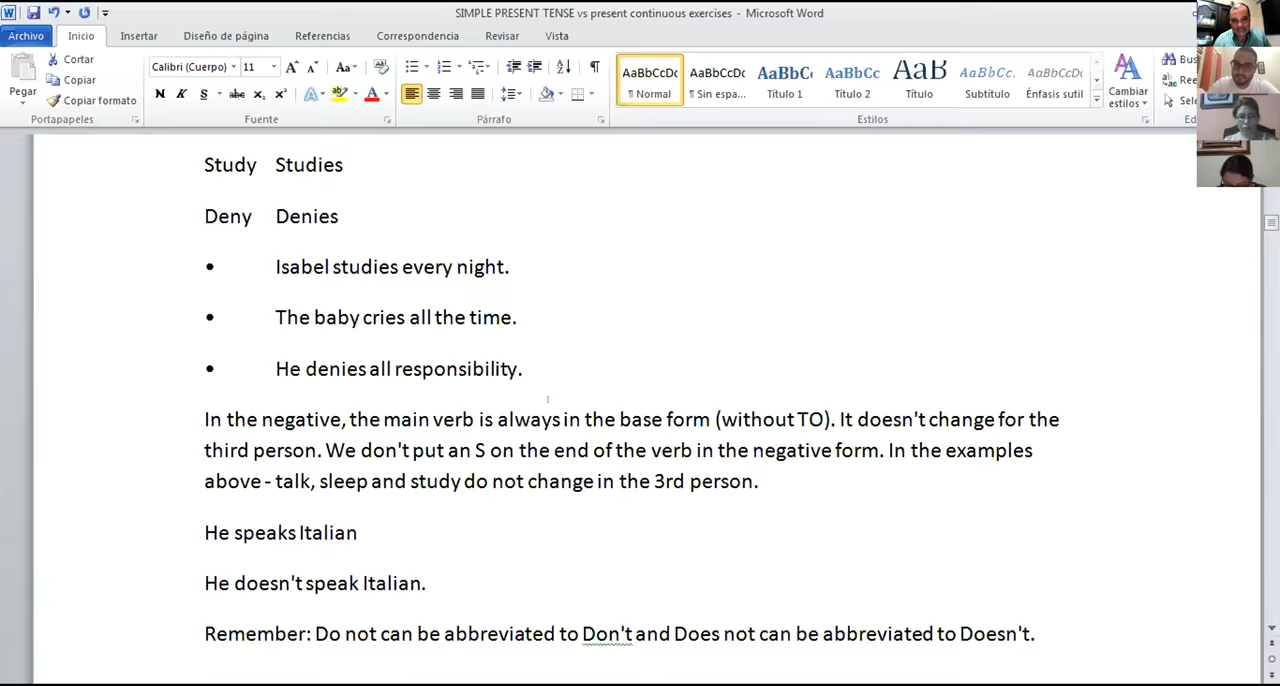 SIMPLE PRESENT TENSE vs present continuous exercises - Microsoft Word
Archivo Inicio Insertar Diseño de página Referencias Correspondencia Revisar Vista
Pegar
Cortar
Copiar
Copiar formato
Portapapeles
Calibri (Cuerpo) 11
Fuente
Párrafo
AaBbCcDc AaBbCcDc AaBbC AaBbCc AaB AaBbCc. AaBbCcDc
¶ Normal ¶ Sin espa... Título 1 Título 2 Título Subtítulo Énfasis sutil
Cambiar
estilos
Estilos
Study Studies
Deny Denies
• Isabel studies every night.
• The baby cries all the time.
• He denies all responsibility.
In the negative, the main verb is always in the base form (without TO). It doesn't change for the
third person. We don't put an S on the end of the verb in the negative form. In the examples
above - talk, sleep and study do not change in the 3rd person.
He speaks Italian
He doesn't speak Italian.
Remember: Do not can be abbreviated to Don't and Does not can be abbreviated to Doesn't.